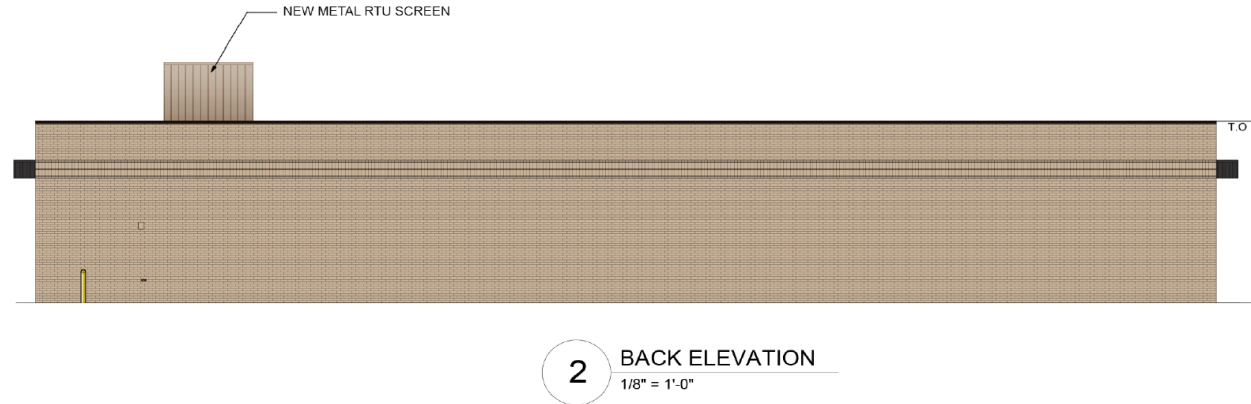 NEW METAL RTU SCREEN
T.O
2
BACK ELEVATION
1/8" = 1'-0"